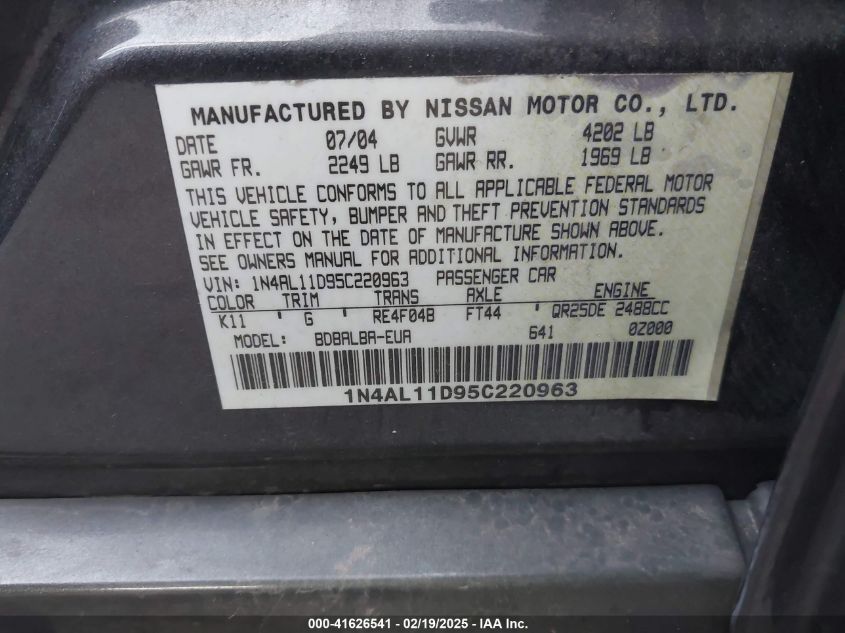 MANUFACTURED BY NISSAN MOTOR CO., LTD.
DATE 07/04 GVWR 4202 LB
GAWR FR. 2249 LB GAWR RR. 1969 LB
THIS VEHICLE CONFORMS TO ALL APPLICABLE FEDERAL MOTOR
VEHICLE SAFETY, BUMPER AND THEFT PREVENTION STANDARDS
IN EFFECT ON THE DATE OF MANUFACTURE SHOWN ABOVE.
SEE OWNERS MANUAL FOR ADDITIONAL INFORMATION.
VIN: 1N4AL11D95C220963 PASSENGER CAR
COLOR TRIM TRANS AXLE ENGINE
K11 ' G ' RE4F04B FT44 ' QR25DE 2488CC
MODEL: BDBALBA-EUA 641 0Z000
1N4AL11D95C220963
000-41626541 — 02/19/2025 — Copyright © 2025 IAA, Inc.